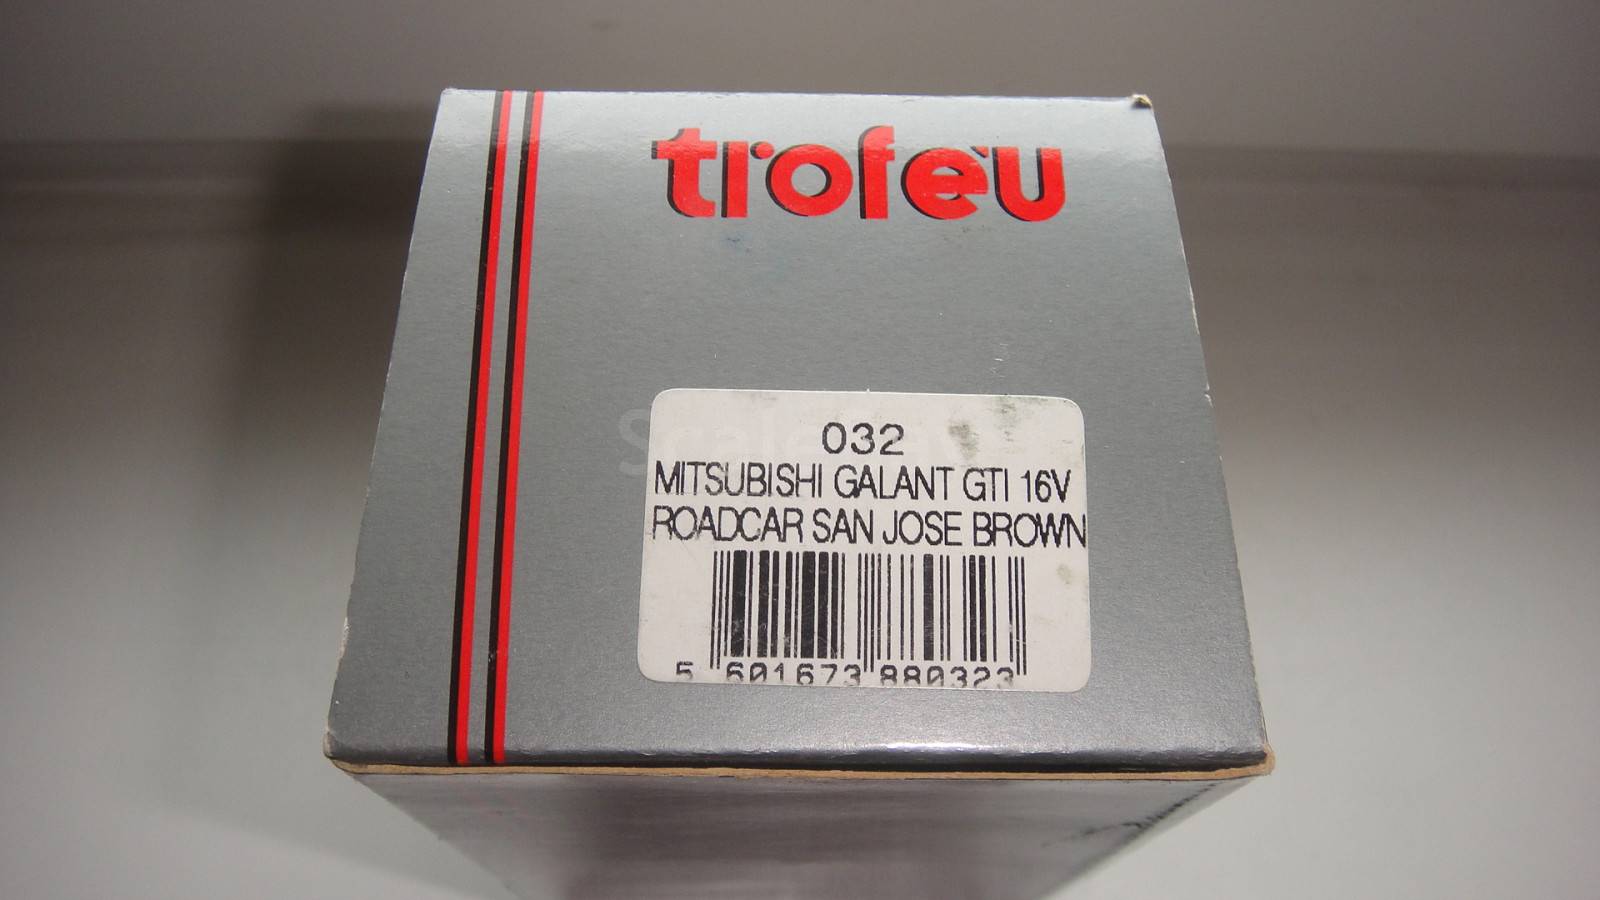 trofeu
032
MITSUBISHI GALANT GTI 16V
ROADCAR SAN JOSE BROWN
5 601673 880323